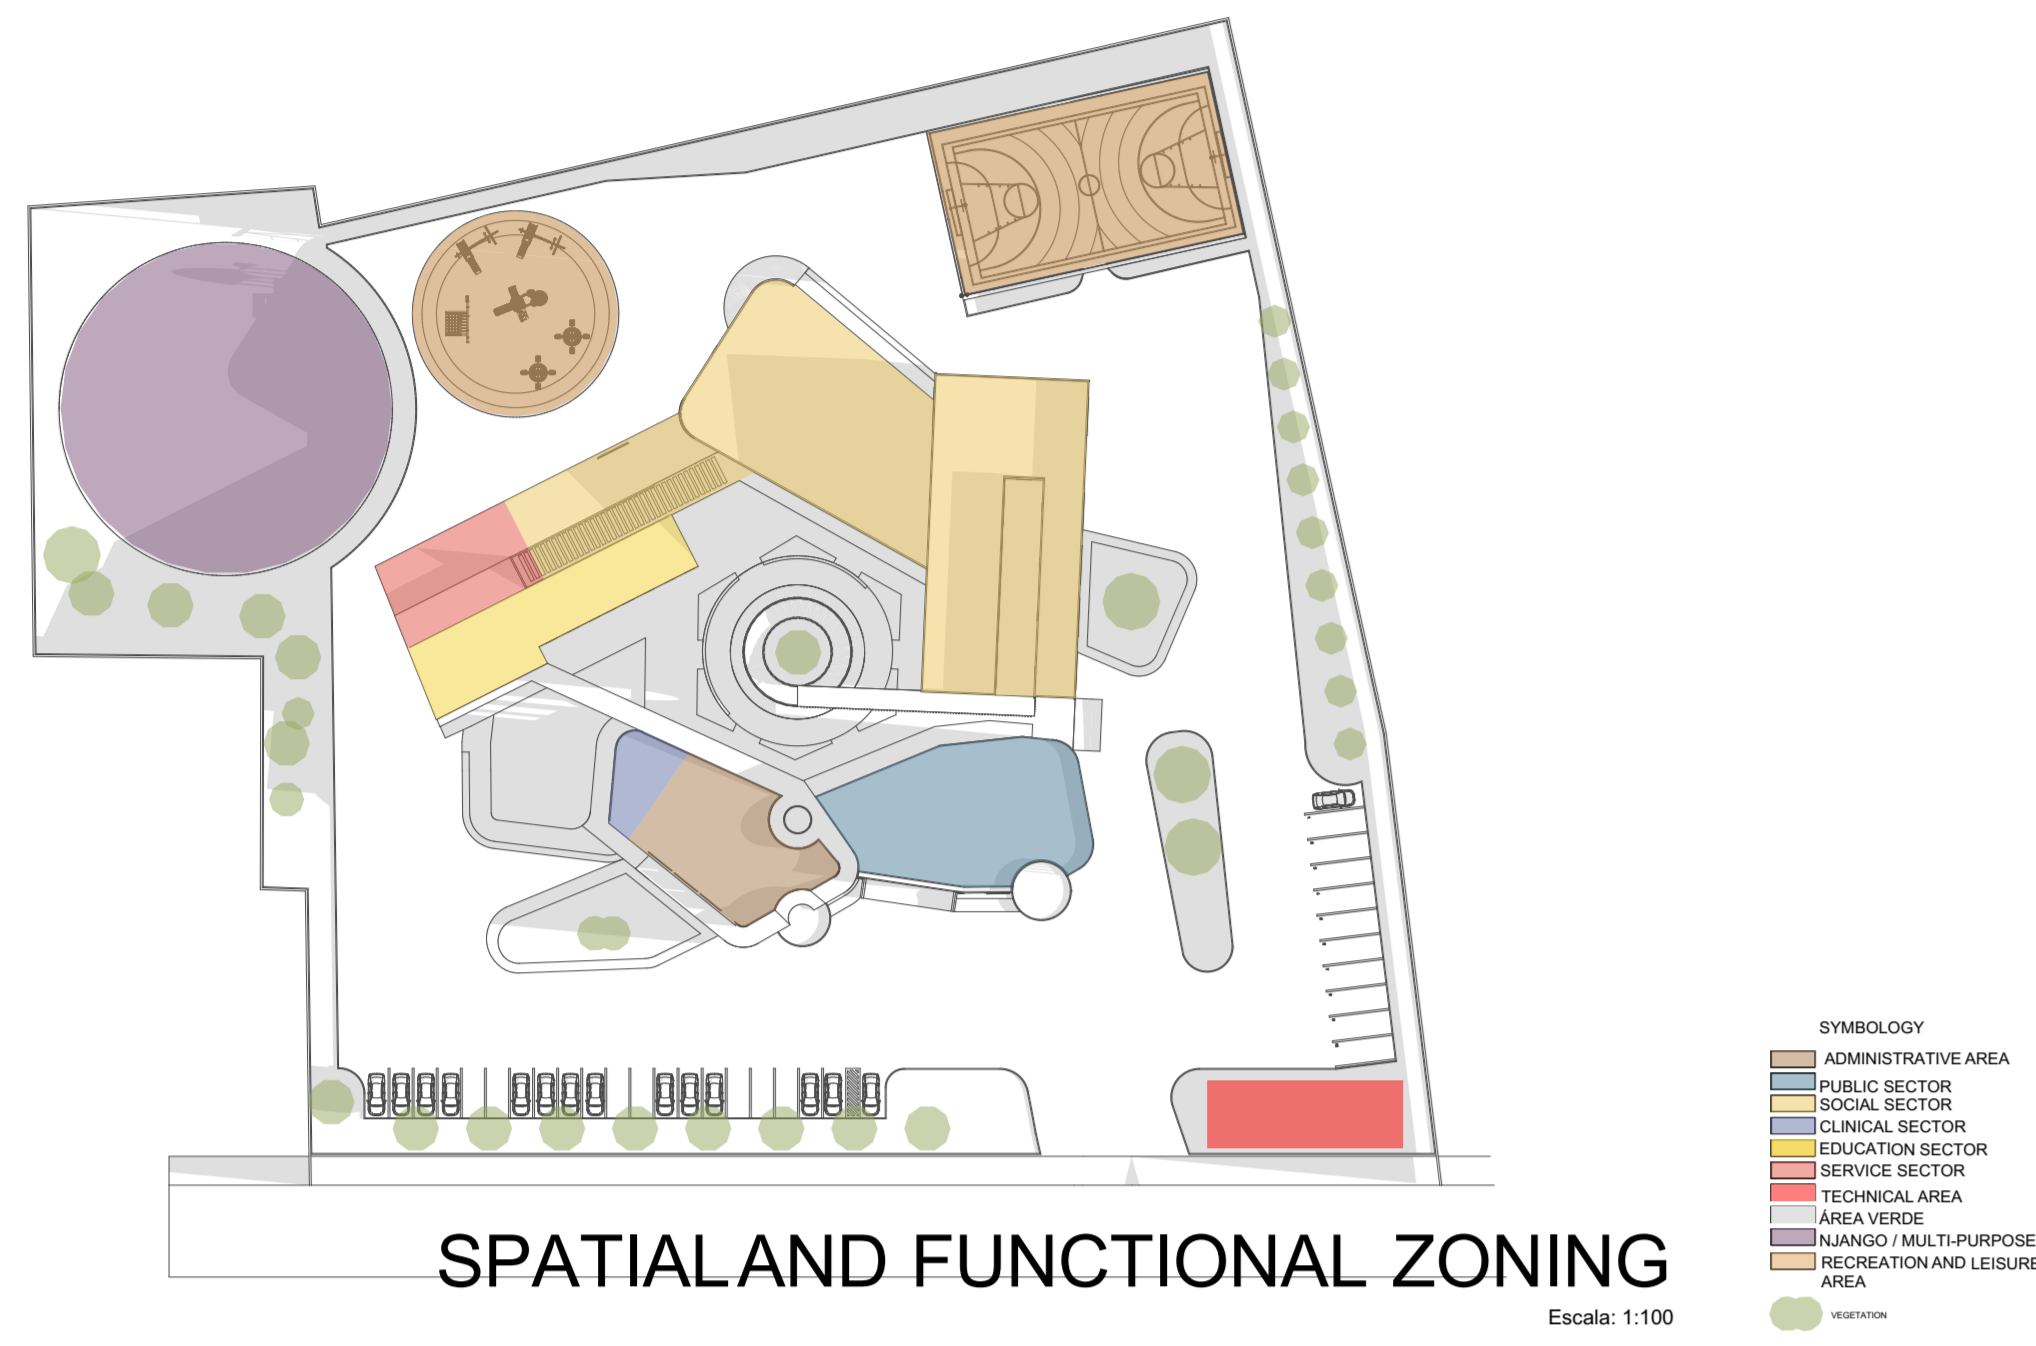 SYMBOLOGY
ADMINISTRATIVE AREA
PUBLIC SECTOR
SOCIAL SECTOR
CLINICAL SECTOR
EDUCATION SECTOR
SERVICE SECTOR
TECHNICAL AREA
ÁREA VERDE
NJANGO / MULTI-PURPOSE
RECREATION AND LEISURE
AREA
VEGETATION
SPATIALAND FUNCTIONAL ZONING
Escala: 1:100